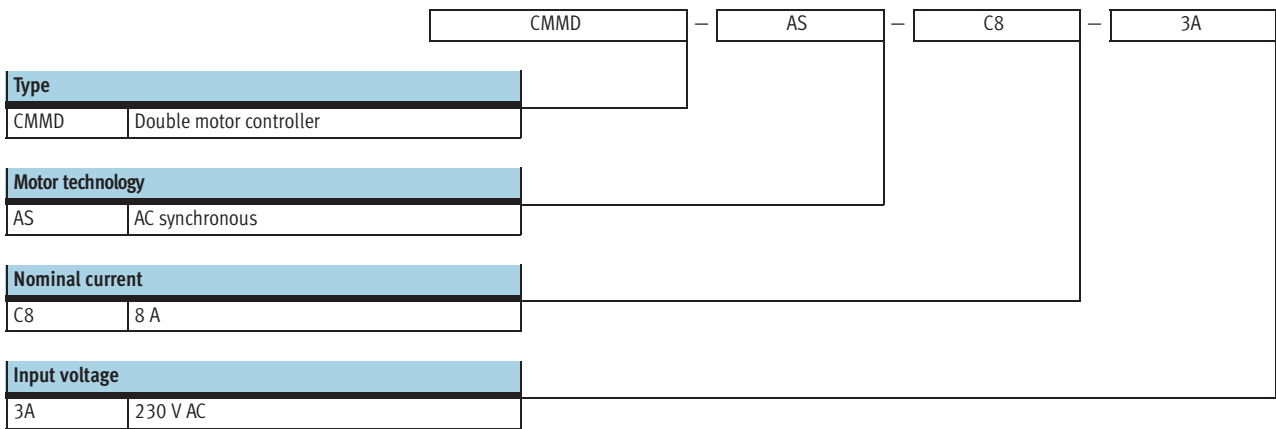 CMMD – AS – C8 – 3A
Type
CMMD Double motor controller
Motor technology
AS AC synchronous
Nominal current
C8 8 A
Input voltage
3A 230 V AC